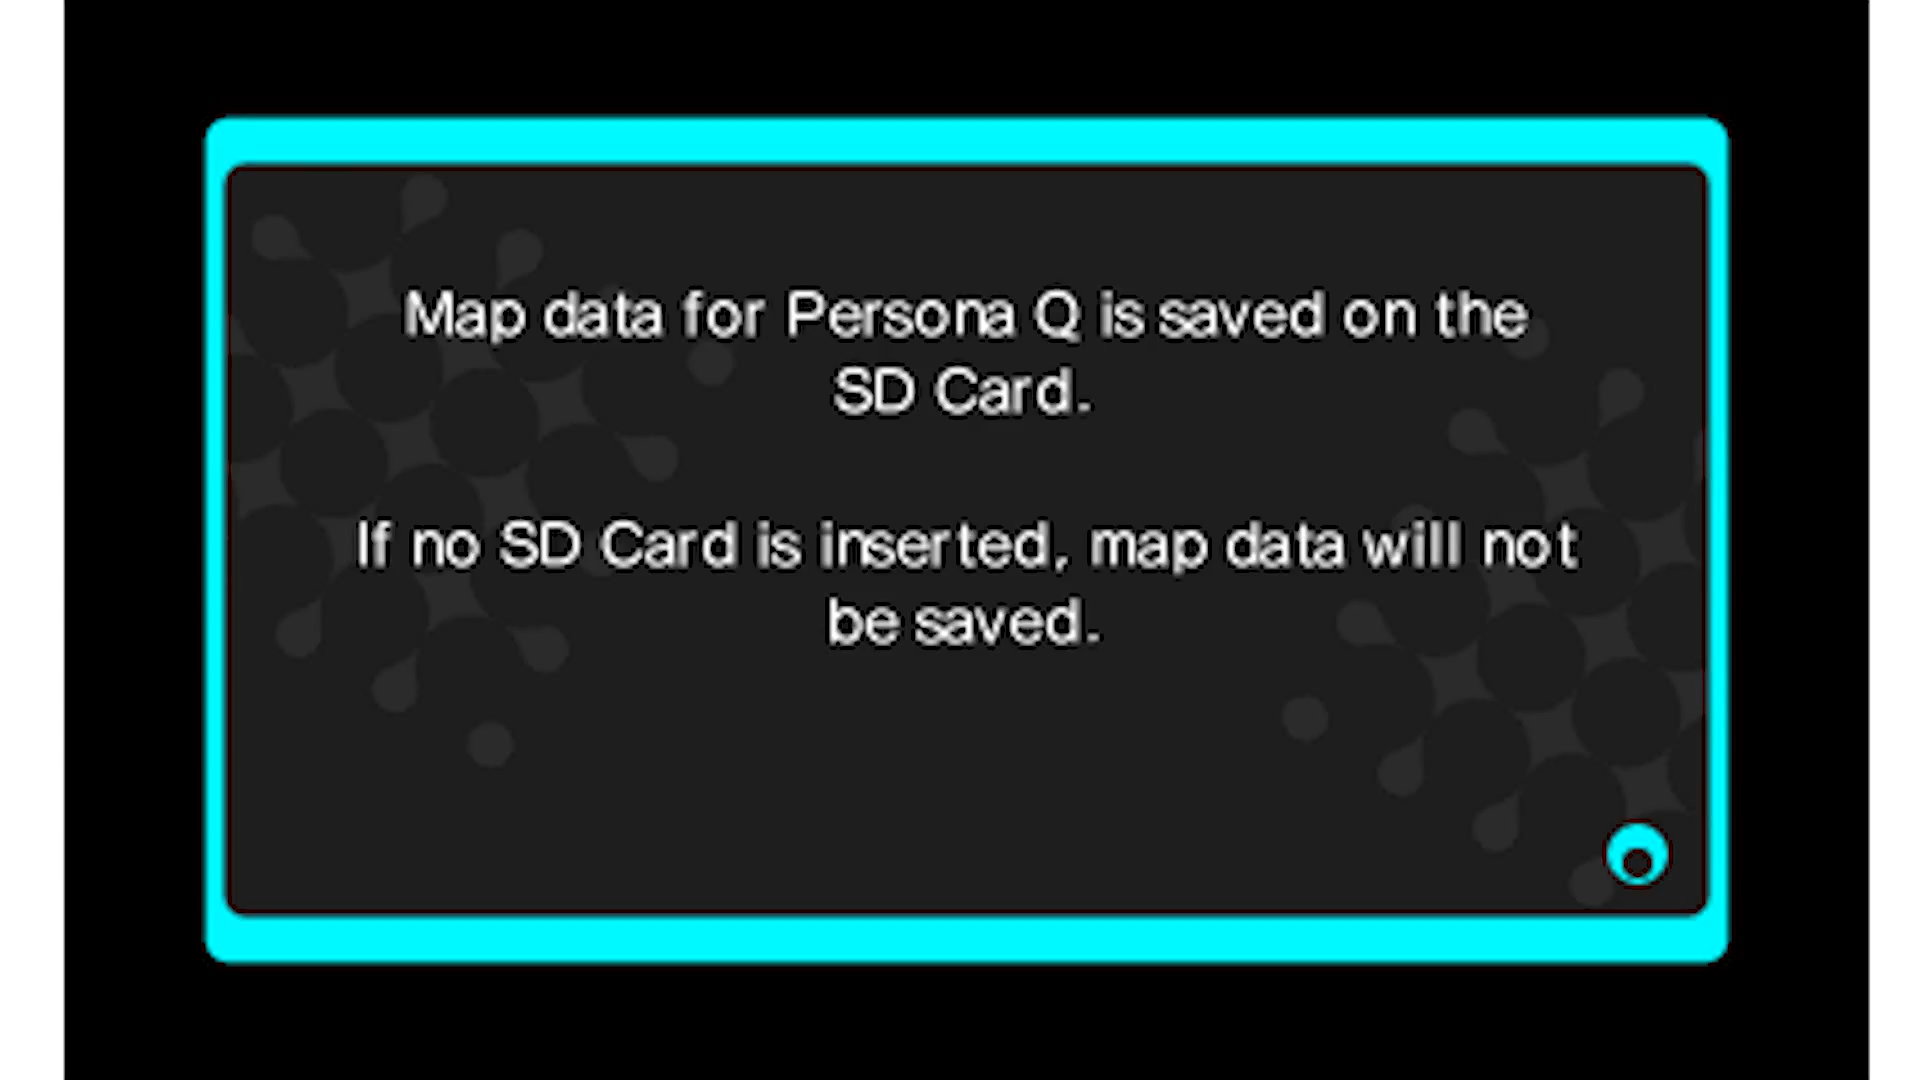 Map data for Persona Q is saved on the
SD Card.
If no SD Card is inserted, map data will not
be saved.